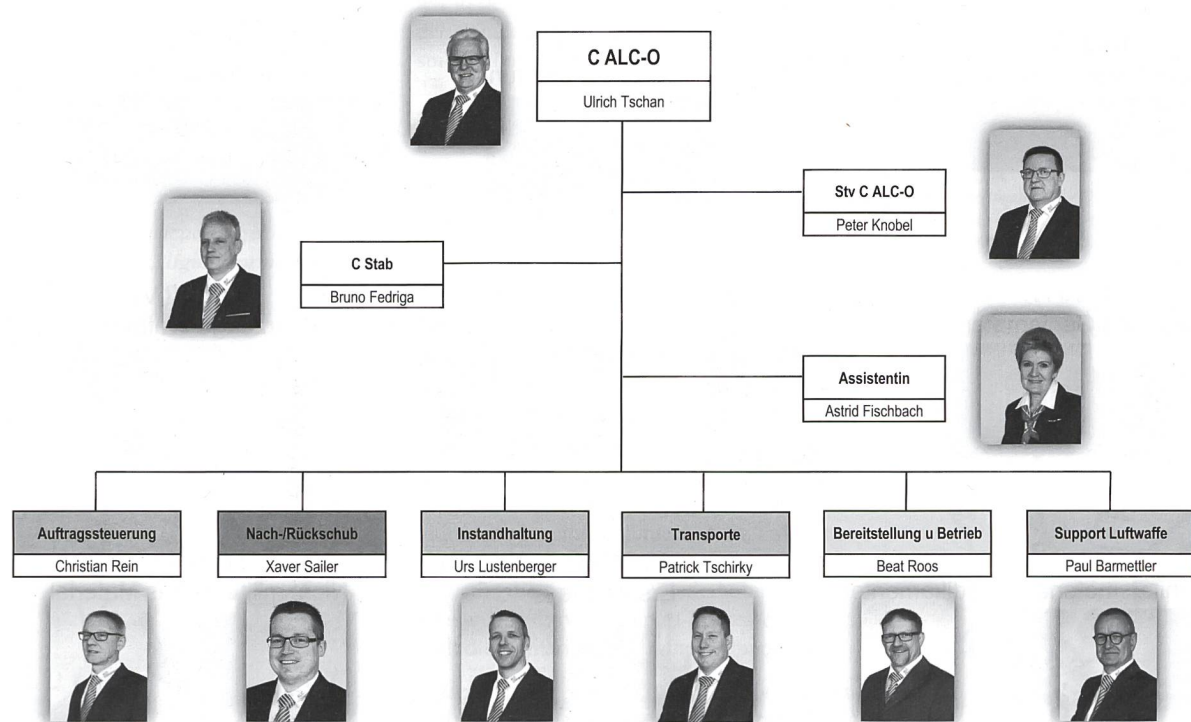 C ALC-O
Ulrich Tschan
Stv C ALC-O
Peter Knobel
C Stab
Bruno Fedriga
Assistentin
Astrid Fischbach
Auftragssteuerung
Christian Rein
Nach-/Rückschub
Xaver Sailer
Instandhaltung
Urs Lustenberger
Transporte
Patrick Tschirky
Bereitstellung u Betrieb
Beat Roos
Support Luftwaffe
Paul Barmettler